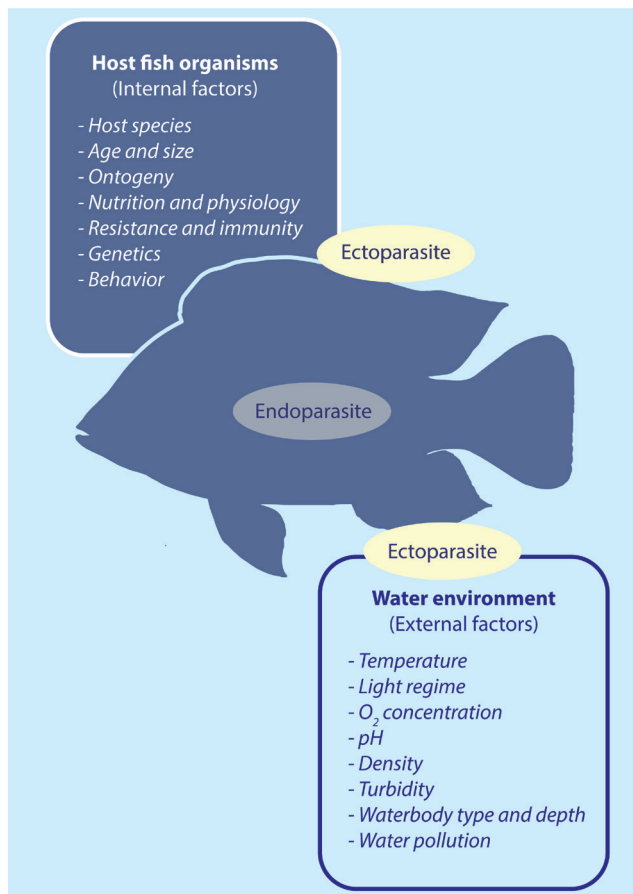 Host fish organisms
(Internal factors)
- Host species
- Age and size
- Ontogeny
- Nutrition and physiology
- Resistance and immunity
- Genetics
- Behavior
Ectoparasite
Endoparasite
Ectoparasite
Water environment
(External factors)
- Temperature
- Light regime
- O₂ concentration
- pH
- Density
- Turbidity
- Waterbody type and depth
- Water pollution